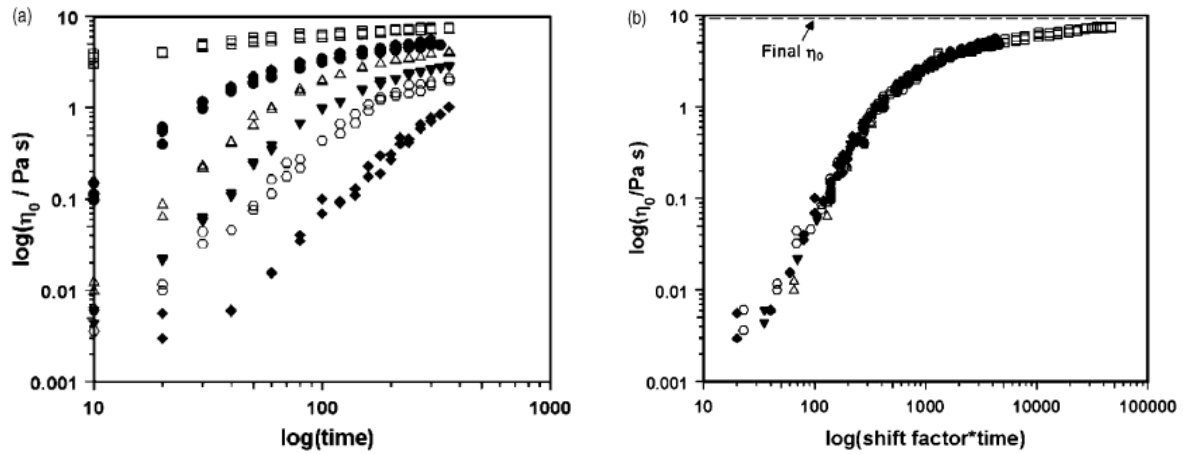 (a)
10
1
0.1
0.01
0.001
log(η₀ / Pa s)
10
100
1000
log(time)
(b)
10
1
0.1
0.01
0.001
log(η₀/Pa s)
Final η₀
10
100
1000
10000
100000
log(shift factor*time)